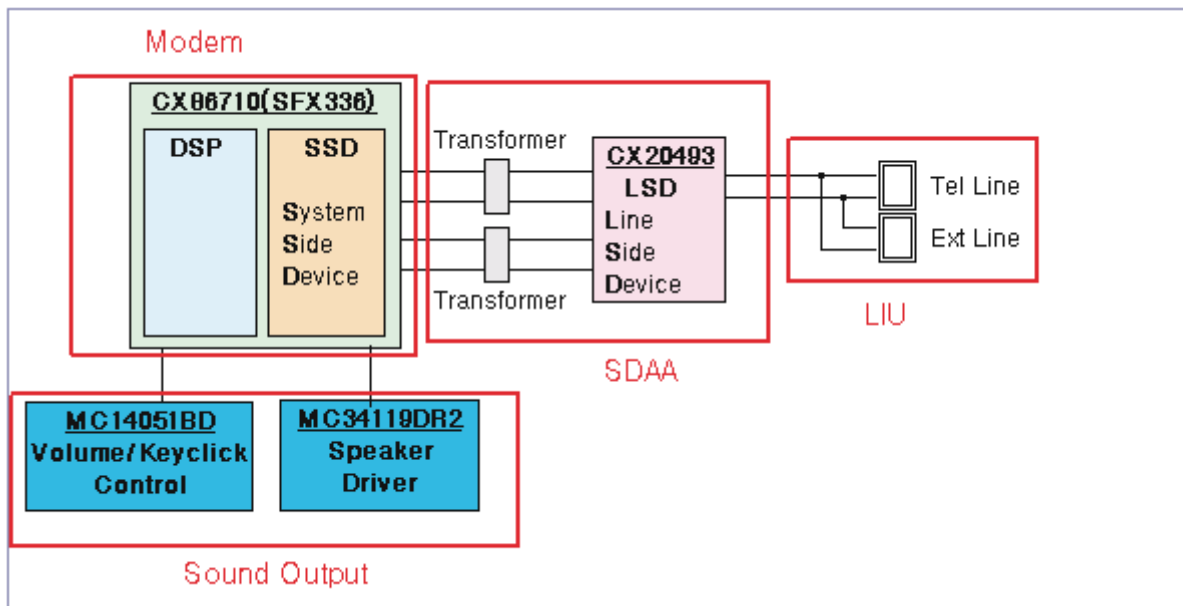 Modem
CX86710(SFX336)
DSP
SSD
System
Side
Device
Transformer
Transformer
CX20493
LSD
Line
Side
Device
Tel Line
Ext Line
LIU
SDAA
MC14051BD
Volume/Keyclick
Control
MC34119DR2
Speaker
Driver
Sound Output